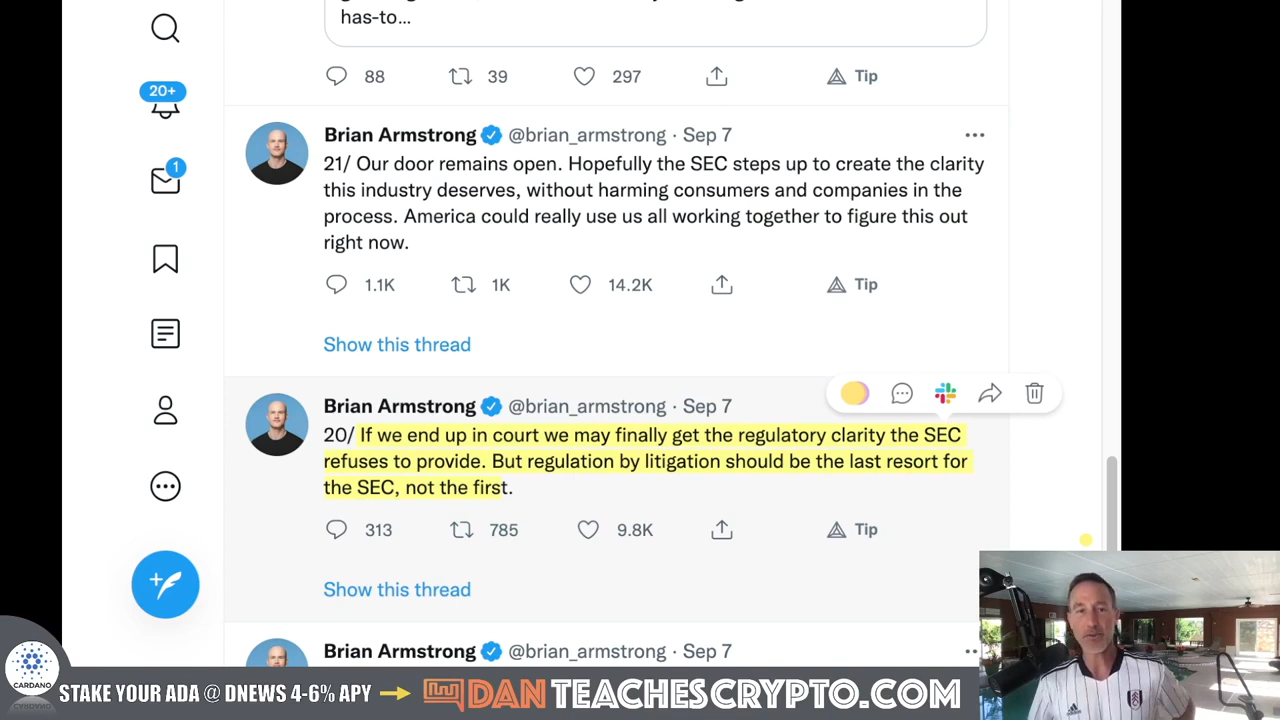 has-to…
88 39 297 Tip
20+
Brian Armstrong @brian_armstrong · Sep 7
21/ Our door remains open. Hopefully the SEC steps up to create the clarity
this industry deserves, without harming consumers and companies in the
process. America could really use us all working together to figure this out
right now.
1
1.1K 1K 14.2K Tip
Show this thread
Brian Armstrong @brian_armstrong · Sep 7
20/ If we end up in court we may finally get the regulatory clarity the SEC
refuses to provide. But regulation by litigation should be the last resort for
the SEC, not the first.
313 785 9.8K Tip
Show this thread
Brian Armstrong @brian_armstrong · Sep 7
CARDANO
STAKE YOUR ADA @ DNEWS 4-6% APY DANTEACHESCRYPTO.COM